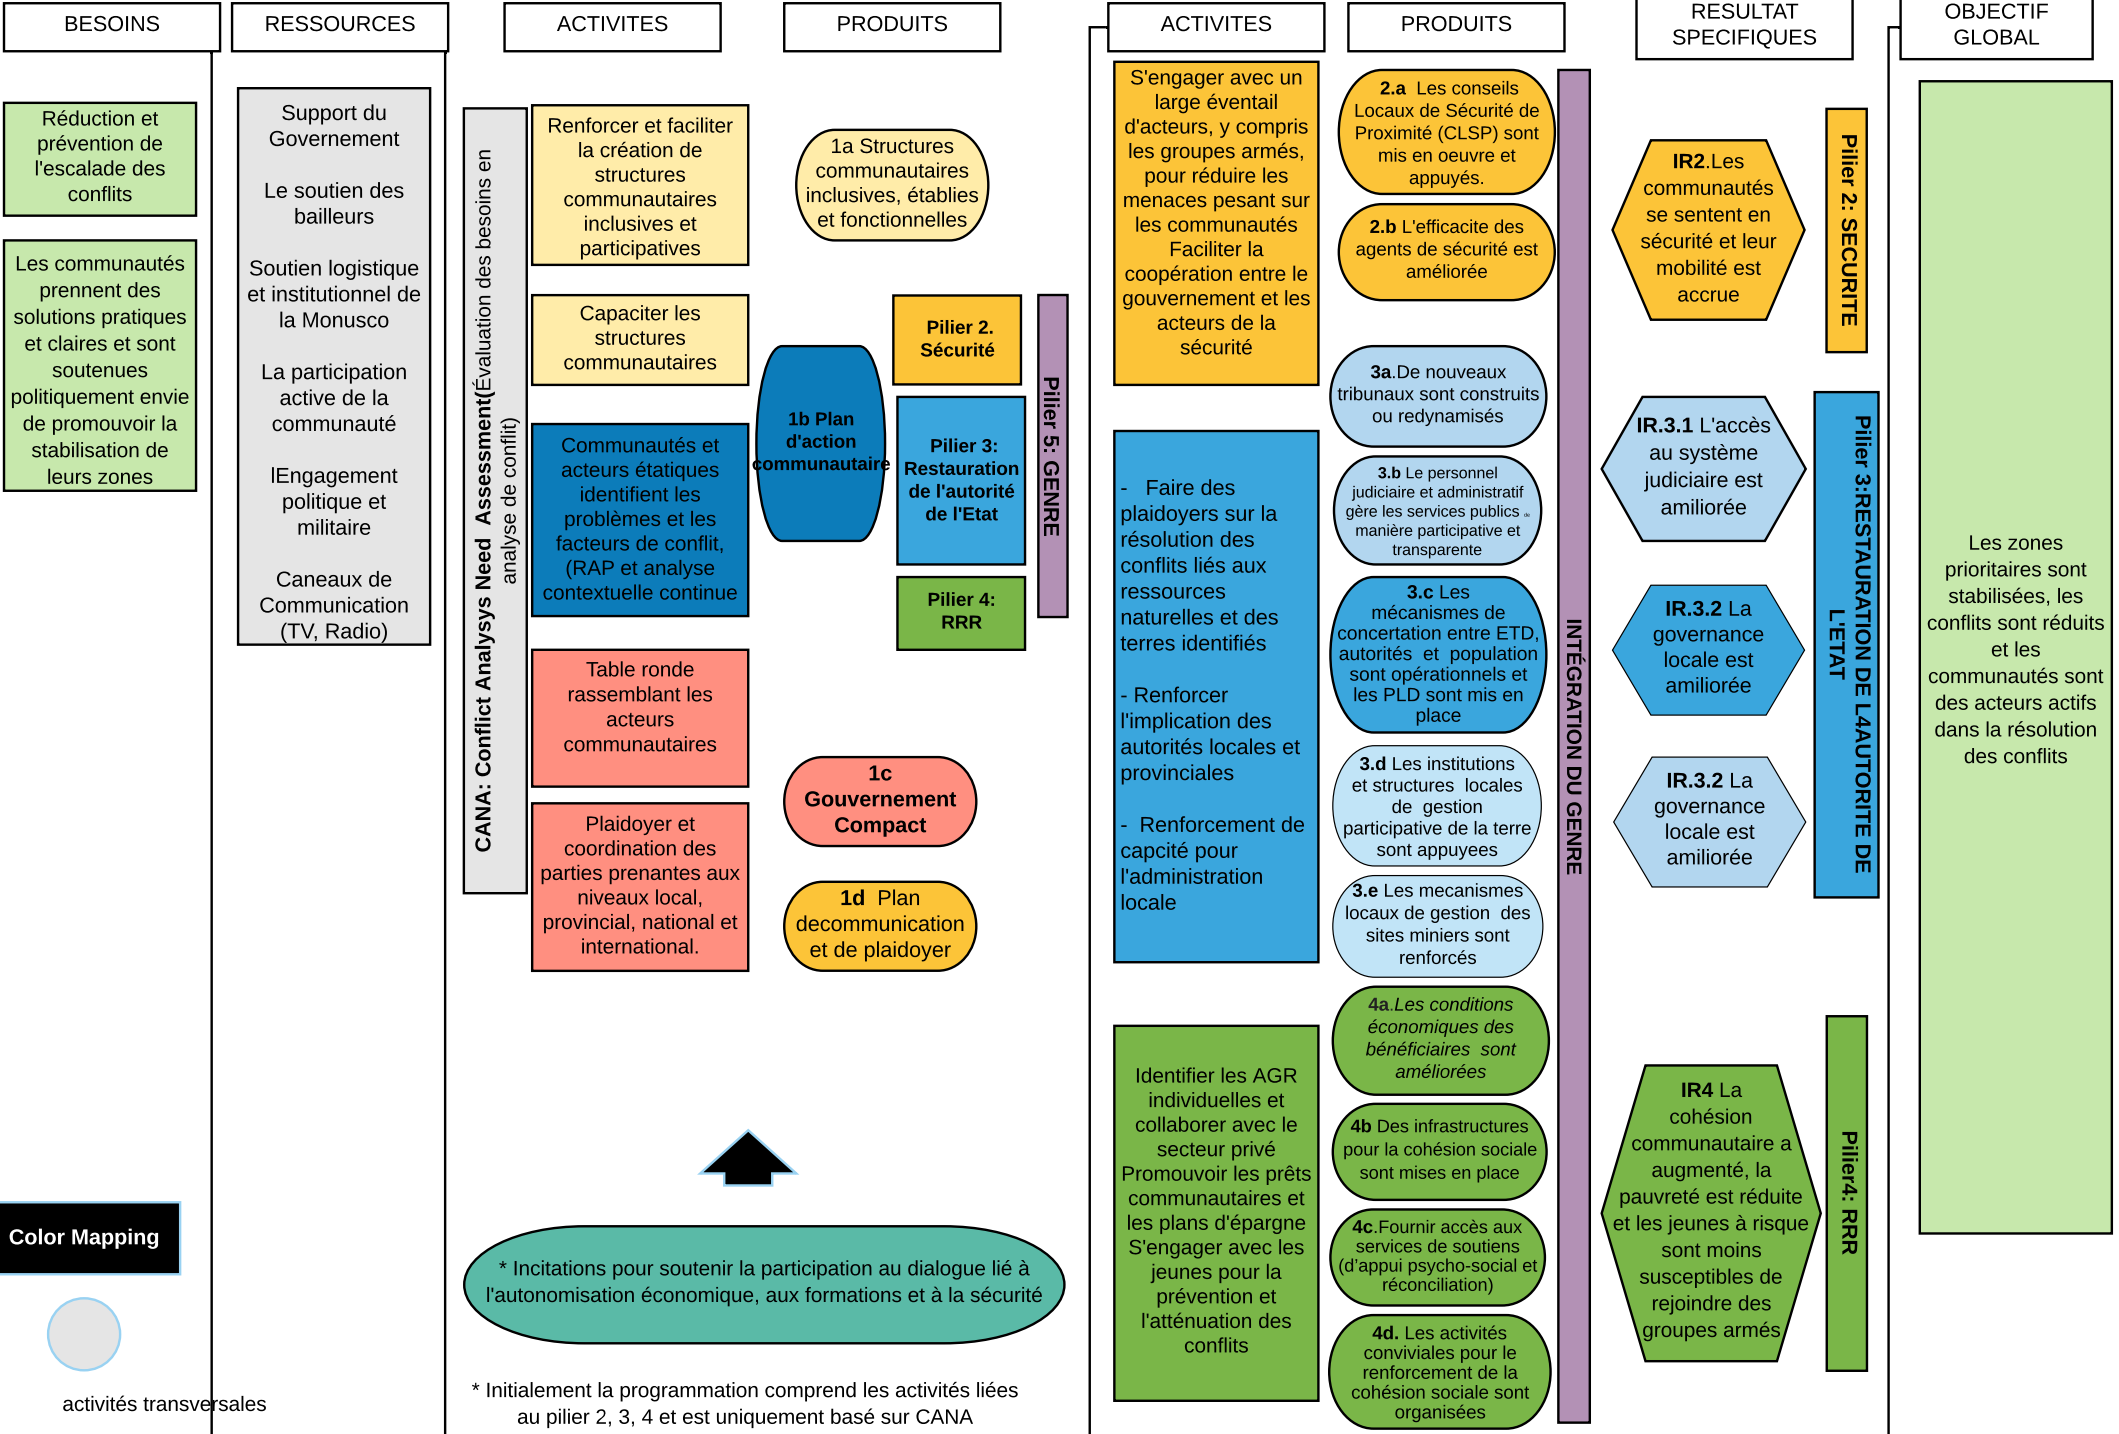 BESOINS
RESSOURCES
ACTIVITES
PRODUITS
ACTIVITES
PRODUITS
RESULTAT
SPECIFIQUES
OBJECTIF
GLOBAL
Réduction et
prévention de
l'escalade des
conflits
Les communautés
prennent des
solutions pratiques
et claires et sont
soutenues
politiquement envie
de promouvoir la
stabilisation de
leurs zones
Support du
Governement
Le soutien des
bailleurs
Soutien logistique
et institutionnel de
la Monusco
La participation
active de la
communauté
lEngagement
politique et
militaire
Caneaux de
Communication
(TV, Radio)
CANA: Conflict Analysys Need  Assessment(Évaluation des besoins en
analyse de conflit)
Renforcer et faciliter
la création de
structures
communautaires
inclusives et
participatives
Capaciter les
structures
communautaires
Communautés et
acteurs étatiques
identifient les
problèmes et les
facteurs de conflit,
(RAP et analyse
contextuelle continue
Table ronde
rassemblant les
acteurs
communautaires
Plaidoyer et
coordination des
parties prenantes aux
niveaux local,
provincial, national et
international.
1a Structures
communautaires
inclusives, établies
et fonctionnelles
1b Plan
d'action
communautaire
Pilier 2.
Sécurité
Pilier 3:
Restauration
de l'autorité
de l'Etat
Pilier 4:
RRR
Pilier 5: GENRE
1c
Gouvernement
Compact
1d  Plan
decommunication
et de plaidoyer
* Incitations pour soutenir la participation au dialogue lié à
l'autonomisation économique, aux formations et à la sécurité
* Initialement la programmation comprend les activités liées
au pilier 2, 3, 4 et est uniquement basé sur CANA
S'engager avec un
large éventail
d'acteurs, y compris
les groupes armés,
pour réduire les
menaces pesant sur
les communautés
Faciliter la
coopération entre le
gouvernement et les
acteurs de la
sécurité
-   Faire des
plaidoyers sur la
résolution des
conflits liés aux
ressources
naturelles et des
terres identifiés
- Renforcer
l'implication des
autorités locales et
provinciales
-  Renforcement de
capcité pour
l'administration
locale
Identifier les AGR
individuelles et
collaborer avec le
secteur privé
Promouvoir les prêts
communautaires et
les plans d'épargne
S'engager avec les
jeunes pour la
prévention et
l'atténuation des
conflits
2.a  Les conseils
Locaux de Sécurité de
Proximité (CLSP) sont
mis en oeuvre et
appuyés.
2.b L'efficacite des
agents de sécurité est
améliorée
3a.De nouveaux
tribunaux sont construits
ou redynamisés
3.b Le personnel
judiciaire et administratif
gère les services publics de
manière participative et
transparente
3.c Les
mécanismes de
concertation entre ETD,
autorités  et  population
sont opérationnels et
les PLD sont mis en
place
3.d Les institutions
et structures  locales
de  gestion
participative de la terre
sont appuyees
3.e Les mecanismes
locaux de gestion  des
sites miniers sont
renforcés
4a.Les conditions
économiques des
bénéficiaires  sont
améliorées
4b Des infrastructures
pour la cohésion sociale
sont mises en place
4c.Fournir accès aux
services de soutiens
(d'appui psycho-social et
réconciliation)
4d. Les activités
conviviales pour le
renforcement de la
cohésion sociale sont
organisées
INTÉGRATION DU GENRE
IR2.Les
communautés
se sentent en
sécurité et leur
mobilité est
accrue
IR.3.1 L'accès
au système
judiciaire est
amiliorée
IR.3.2 La
governance
locale est
amiliorée
IR.3.2 La
governance
locale est
amiliorée
IR4 La
cohésion
communautaire a
augmenté, la
pauvreté est réduite
et les jeunes à risque
sont moins
susceptibles de
rejoindre des
groupes armés
Pilier 2: SECURITE
Pilier 3:RESTAURATION DE L4AUTORITE DE
L'ETAT
Pilier4: RRR
Les zones
prioritaires sont
stabilisées, les
conflits sont réduits
et les
communautés sont
des acteurs actifs
dans la résolution
des conflits
Color Mapping
activités transversales